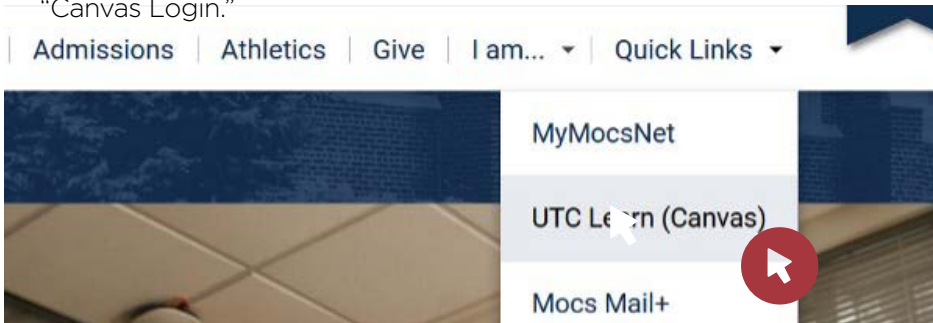 “Canvas Login.”
Admissions | Athletics | Give | I am... | Quick Links
MyMocsNet
UTC Learn (Canvas)
Mocs Mail+